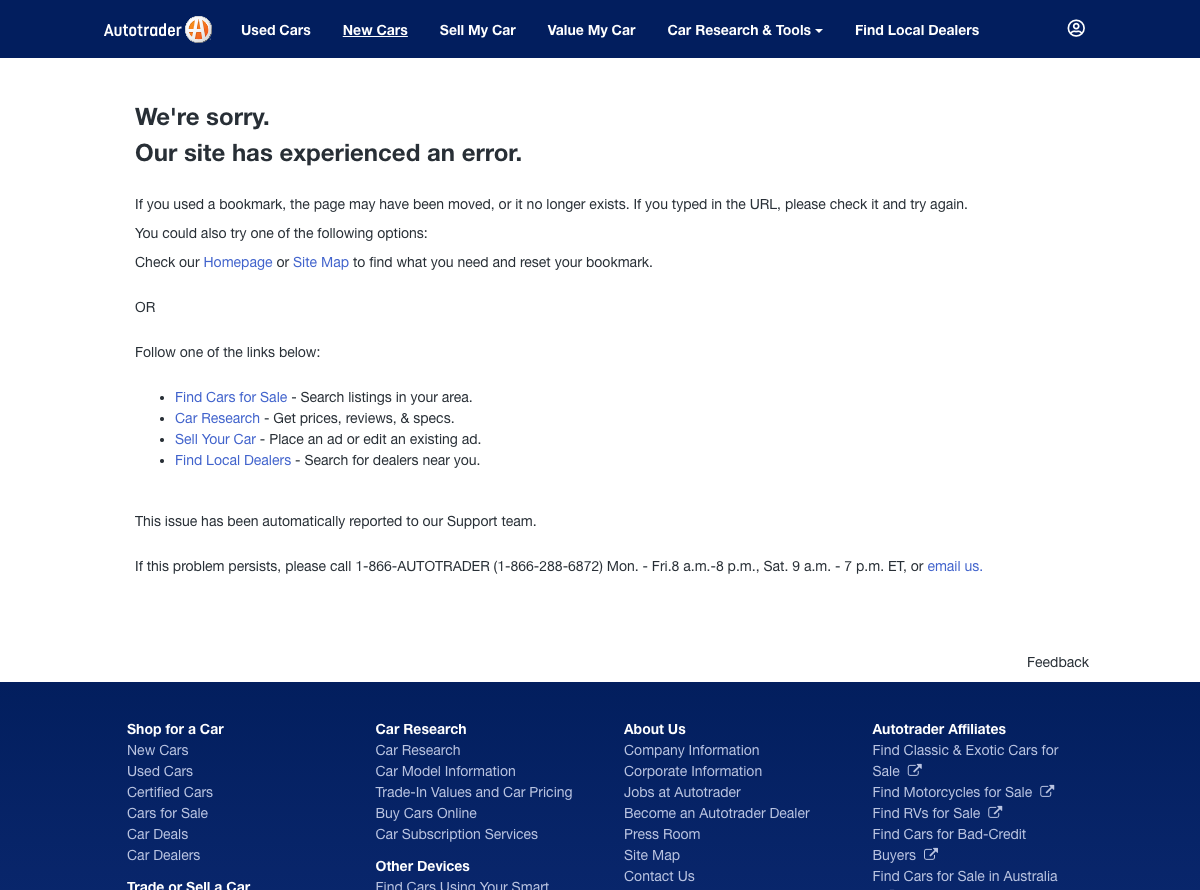 Autotrader
Used Cars
New Cars
Sell My Car
Value My Car
Car Research & Tools
Find Local Dealers
We're sorry.
Our site has experienced an error.
If you used a bookmark, the page may have been moved, or it no longer exists. If you typed in the URL, please check it and try again.
You could also try one of the following options:
Check our Homepage or Site Map to find what you need and reset your bookmark.
OR
Follow one of the links below:
• Find Cars for Sale - Search listings in your area.
• Car Research - Get prices, reviews, & specs.
• Sell Your Car - Place an ad or edit an existing ad.
• Find Local Dealers - Search for dealers near you.
This issue has been automatically reported to our Support team.
If this problem persists, please call 1-866-AUTOTRADER (1-866-288-6872) Mon. - Fri.8 a.m.-8 p.m., Sat. 9 a.m. - 7 p.m. ET, or email us.
Feedback
Shop for a Car
New Cars
Used Cars
Certified Cars
Cars for Sale
Car Deals
Car Dealers
Trade or Sell a Car
Car Research
Car Research
Car Model Information
Trade-In Values and Car Pricing
Buy Cars Online
Car Subscription Services
Other Devices
Find Cars Using Your Smart
About Us
Company Information
Corporate Information
Jobs at Autotrader
Become an Autotrader Dealer
Press Room
Site Map
Contact Us
Autotrader Affiliates
Find Classic & Exotic Cars for
Sale
Find Motorcycles for Sale
Find RVs for Sale
Find Cars for Bad-Credit
Buyers
Find Cars for Sale in Australia